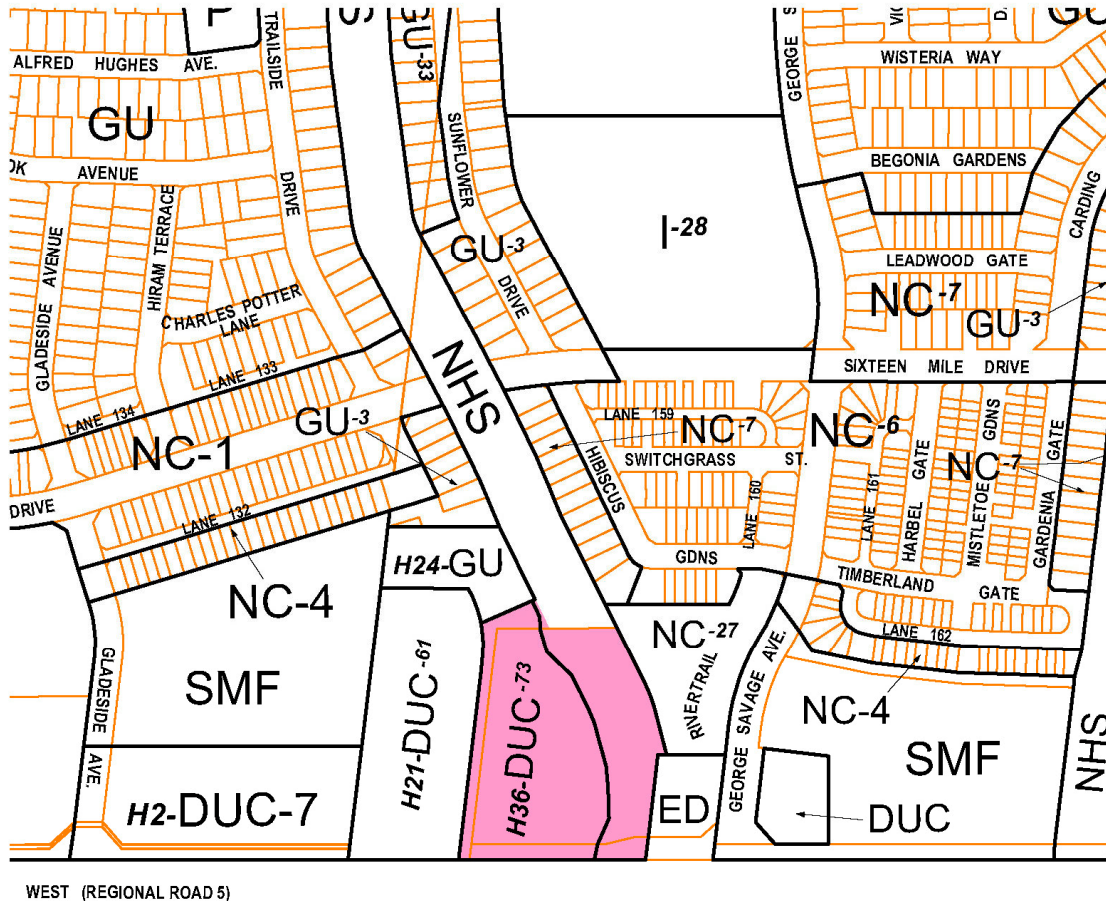 P
S
GU-33
GEORGE S
VIC
D
GU
TRAILSIDE
DRIVE
ALFRED HUGHES AVE.
WISTERIA WAY
GU
SUNFLOWER
DRIVE
OK AVENUE
BEGONIA GARDENS
CARDING
GLADESIDE AVENUE
HIRAM TERRACE
I-28
GU-3
LEADWOOD GATE
NC-7
CHARLES POTTER
LANE
GU-3
SIXTEEN MILE DRIVE
LANE 133
NHS
LANE 134
GU-3
LANE 159
NC-7
NC-6
GDNS
NC-1
SWITCHGRASS ST.
HARBEL GATE
NC-7
GATE
HIBISCUS
LANE 160
LANE 161
MISTLETOE
GARDENIA
DRIVE
LANE 132
GDNS
H24-GU
TIMBERLAND
GATE
NC-4
NC-27
LANE 162
H21-DUC-61
H36-DUC-73
RIVERTRAIL
GEORGE SAVAGE AVE.
GLADESIDE
AVE.
SMF
NC-4
NHS
SMF
H2-DUC-7
ED
DUC
WEST (REGIONAL ROAD 5)